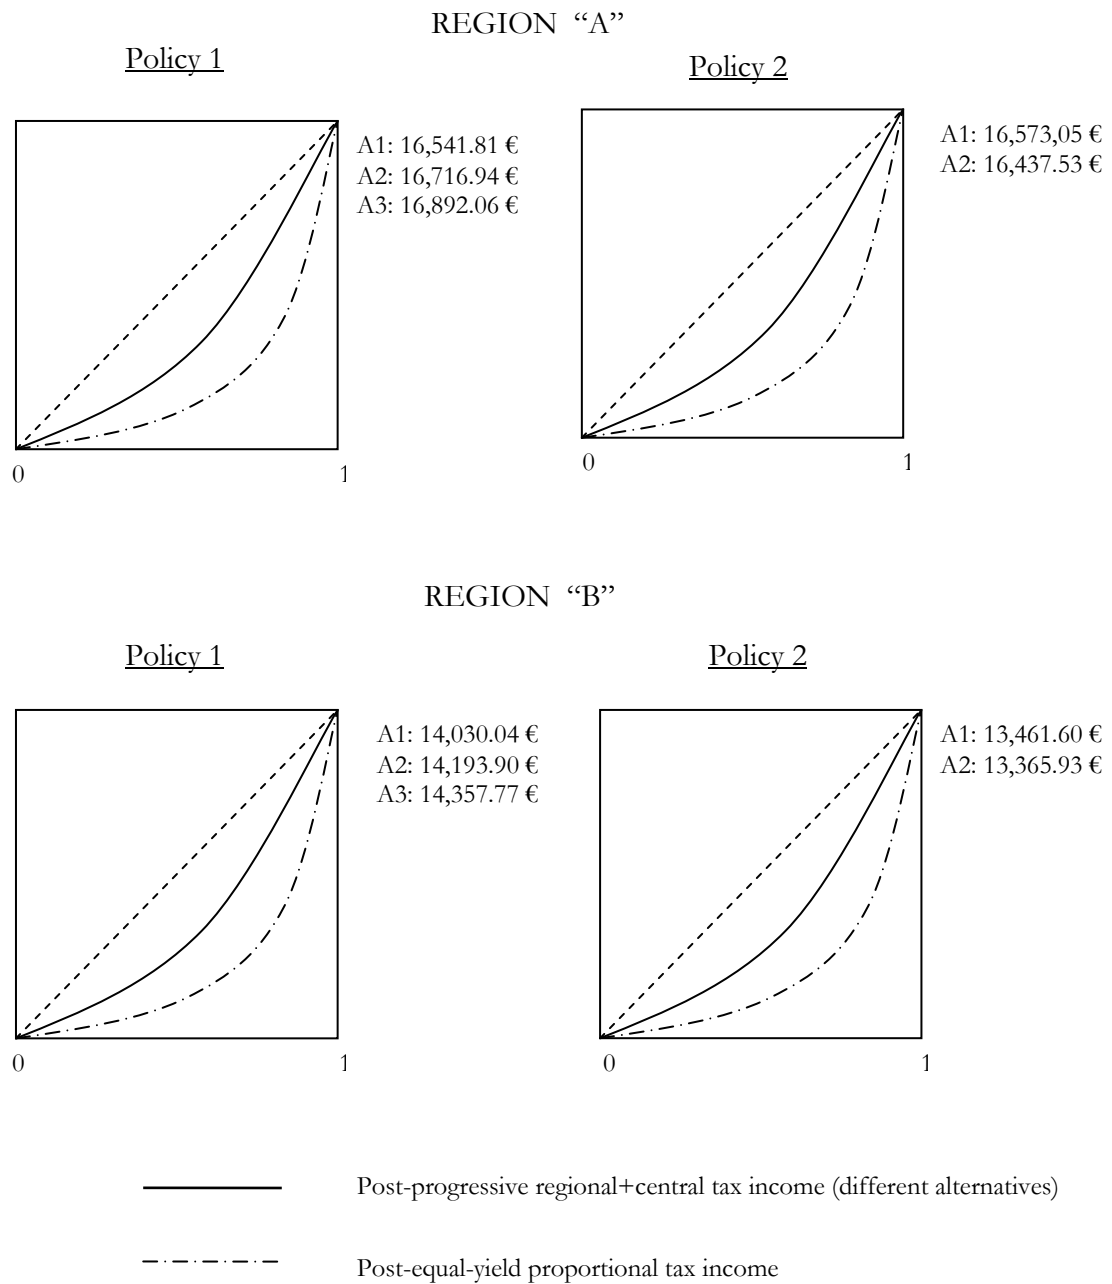 REGION “A”
Policy 1
Policy 2
A1: 16,541.81 €
A2: 16,716.94 €
A3: 16,892.06 €
A1: 16,573,05 €
A2: 16,437.53 €
0
1
0
1
REGION “B”
Policy 1
Policy 2
A1: 14,030.04 €
A2: 14,193.90 €
A3: 14,357.77 €
A1: 13,461.60 €
A2: 13,365.93 €
0
1
0
1
Post-progressive regional+central tax income (different alternatives)
Post-equal-yield proportional tax income